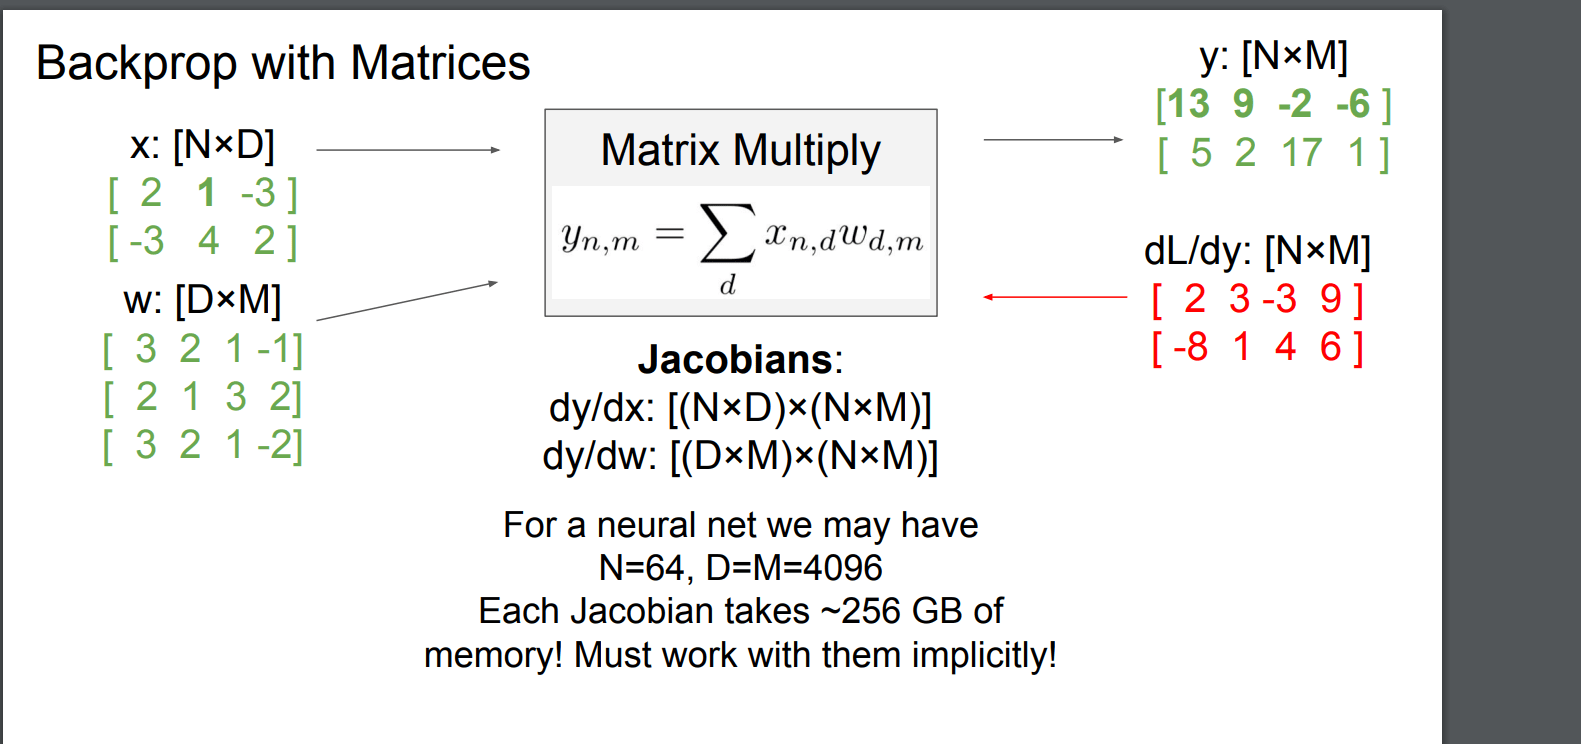 Backprop with Matrices
x: [N×D]
[ 2 1 -3 ]
[ -3 4 2 ]
w: [D×M]
[ 3 2 1 -1]
[ 2 1 3 2]
[ 3 2 1 -2]
Matrix Multiply
y_{n,m} = \sum_{d} x_{n,d} w_{d,m}
Jacobians:
dy/dx: [(N×D)×(N×M)]
dy/dw: [(D×M)×(N×M)]
For a neural net we may have
N=64, D=M=4096
Each Jacobian takes ~256 GB of
memory! Must work with them implicitly!
y: [N×M]
[13 9 -2 -6 ]
[ 5 2 17 1 ]
dL/dy: [N×M]
[ 2 3 -3 9 ]
[ -8 1 4 6 ]